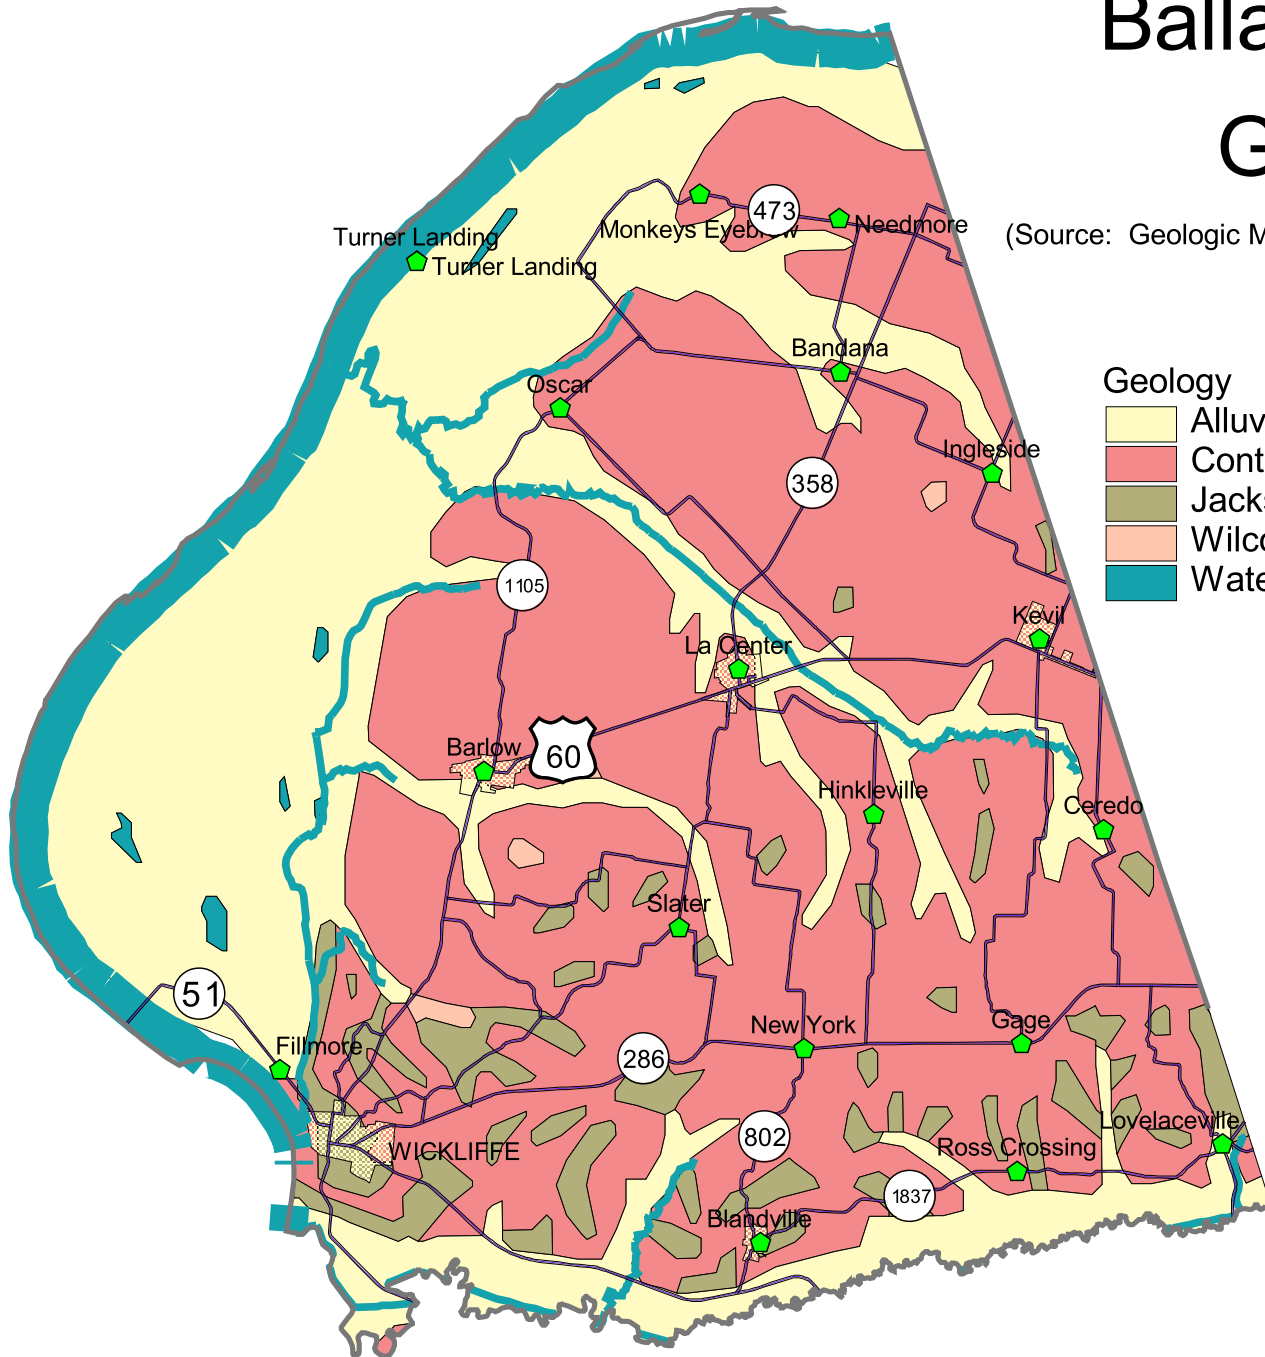 Balla
G
(Source: Geologic M
473
Needmore
Monkeys Eyebrow
Turner Landing
Turner Landing
Bandana
Oscar
Geology
Alluv
Cont
Jacks
Wilco
Wate
Ingleside
358
1105
Kevil
La Center
Barlow
60
Hinkleville
Ceredo
Slater
51
New York
Gage
Fillmore
286
Lovelaceville
802
WICKLIFFE
Ross Crossing
1837
Blandville